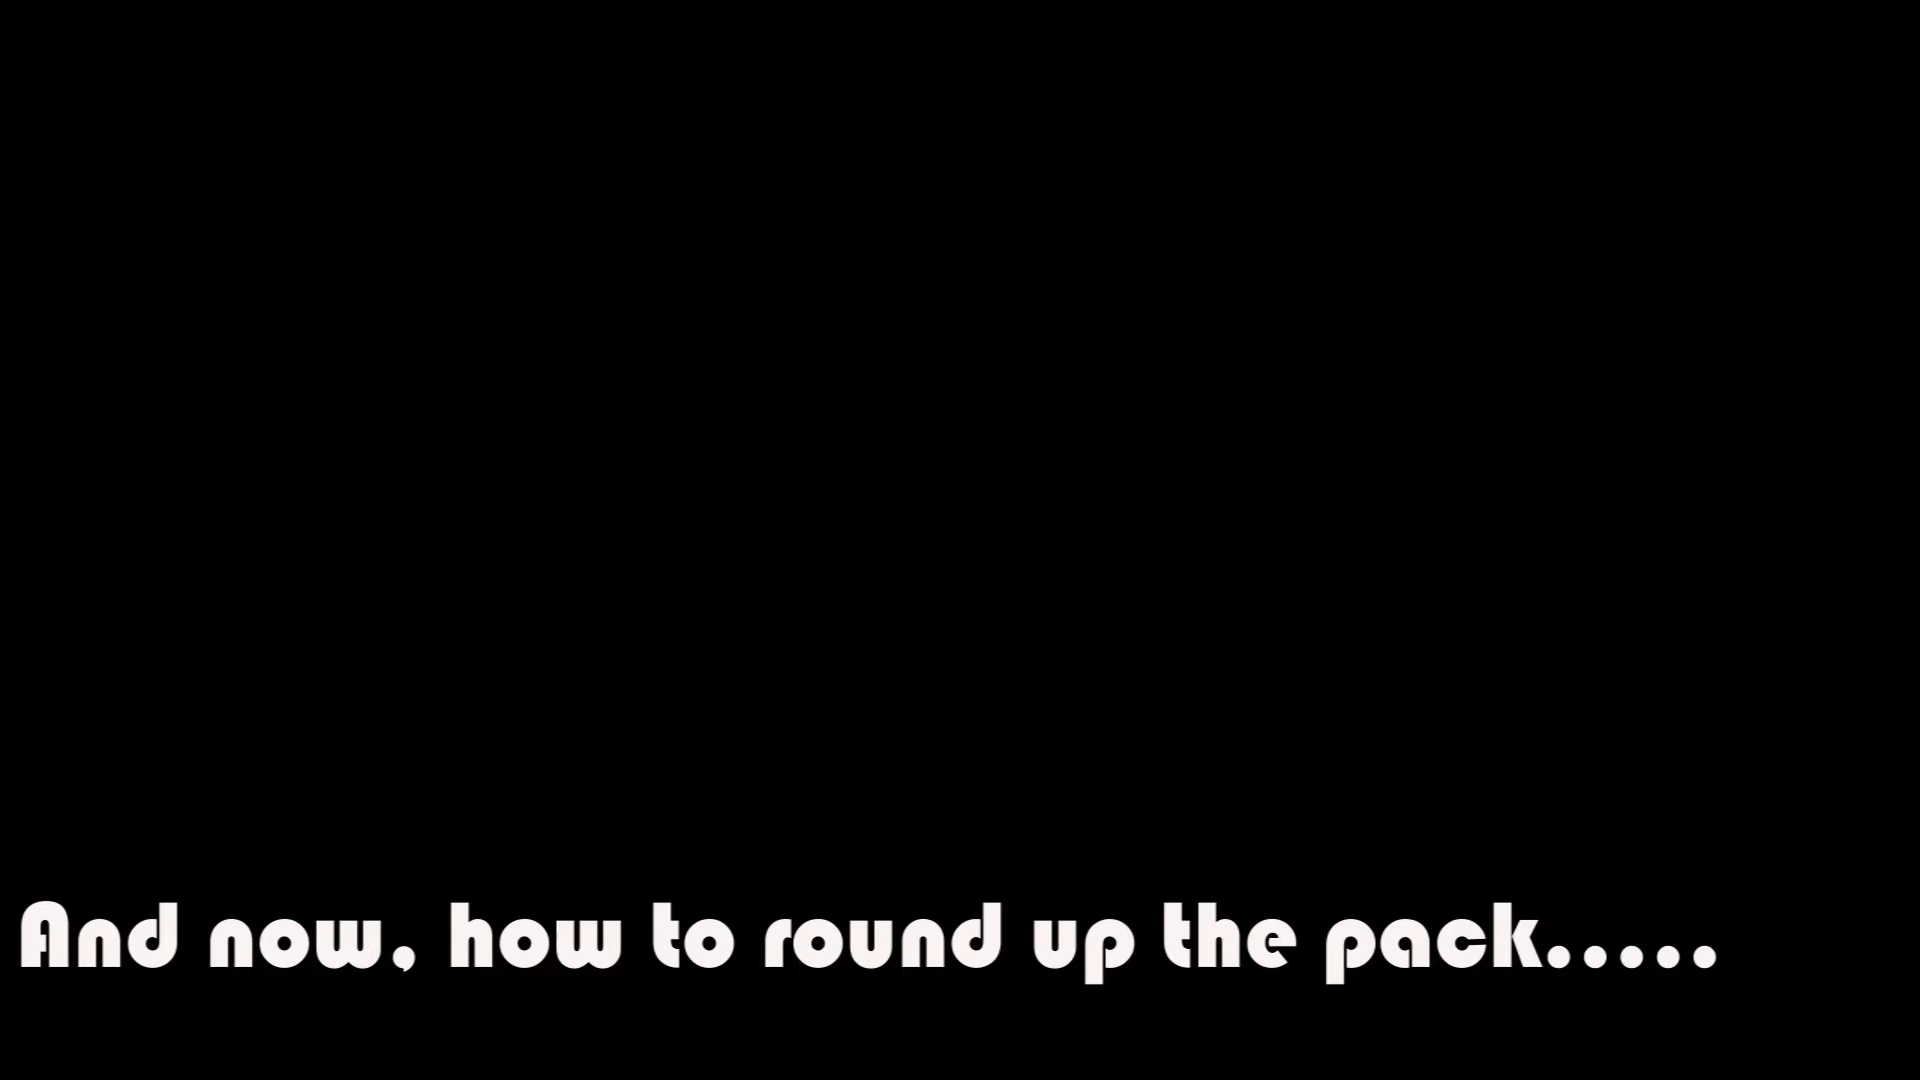 And now, how to round up the pack.....